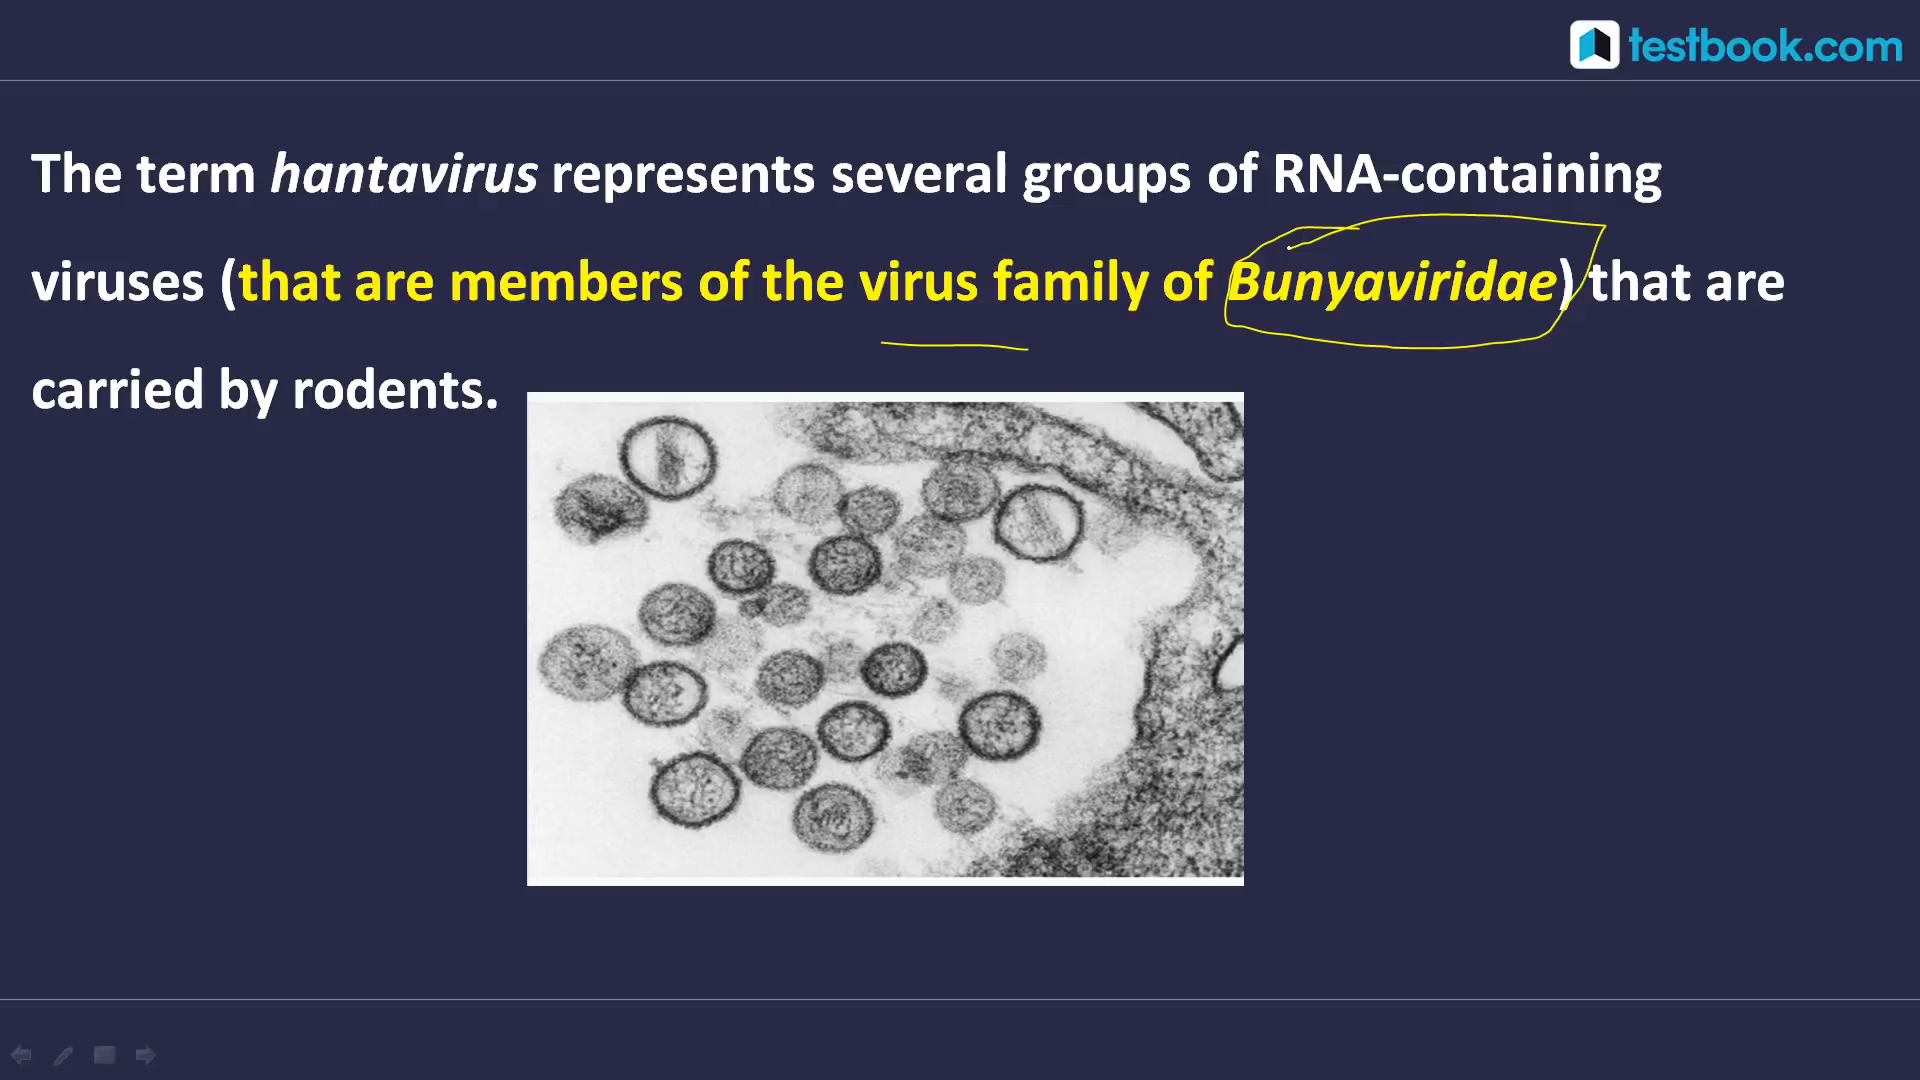 testbook.com
The term hantavirus represents several groups of RNA-containing
viruses (that are members of the virus family of Bunyaviridae) that are
carried by rodents.